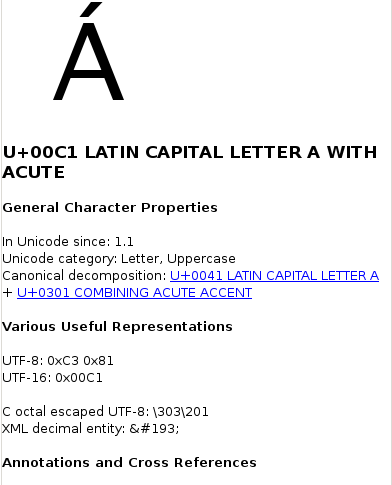 Á
U+00C1 LATIN CAPITAL LETTER A WITH
ACUTE
General Character Properties
In Unicode since: 1.1
Unicode category: Letter, Uppercase
Canonical decomposition: U+0041 LATIN CAPITAL LETTER A
+ U+0301 COMBINING ACUTE ACCENT
Various Useful Representations
UTF-8: 0xC3 0x81
UTF-16: 0x00C1
C octal escaped UTF-8: \303\201
XML decimal entity: &#193;
Annotations and Cross References